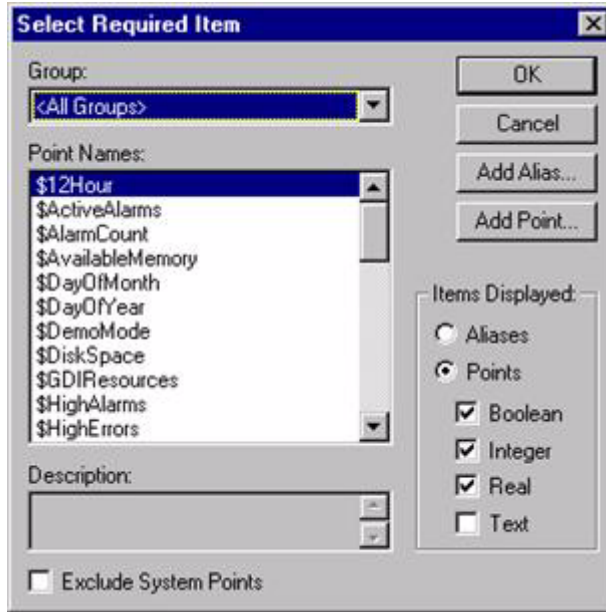 Select Required Item
Group:
<All Groups>
Point Names:
$12Hour
$ActiveAlarms
$AlarmCount
$AvailableMemory
$DayOfMonth
$DayOfYear
$DemoMode
$DiskSpace
$GDIResources
$HighAlarms
$HighErrors
Description:
Exclude System Points
OK
Cancel
Add Alias...
Add Point...
Items Displayed:
Aliases
Points
Boolean
Integer
Real
Text